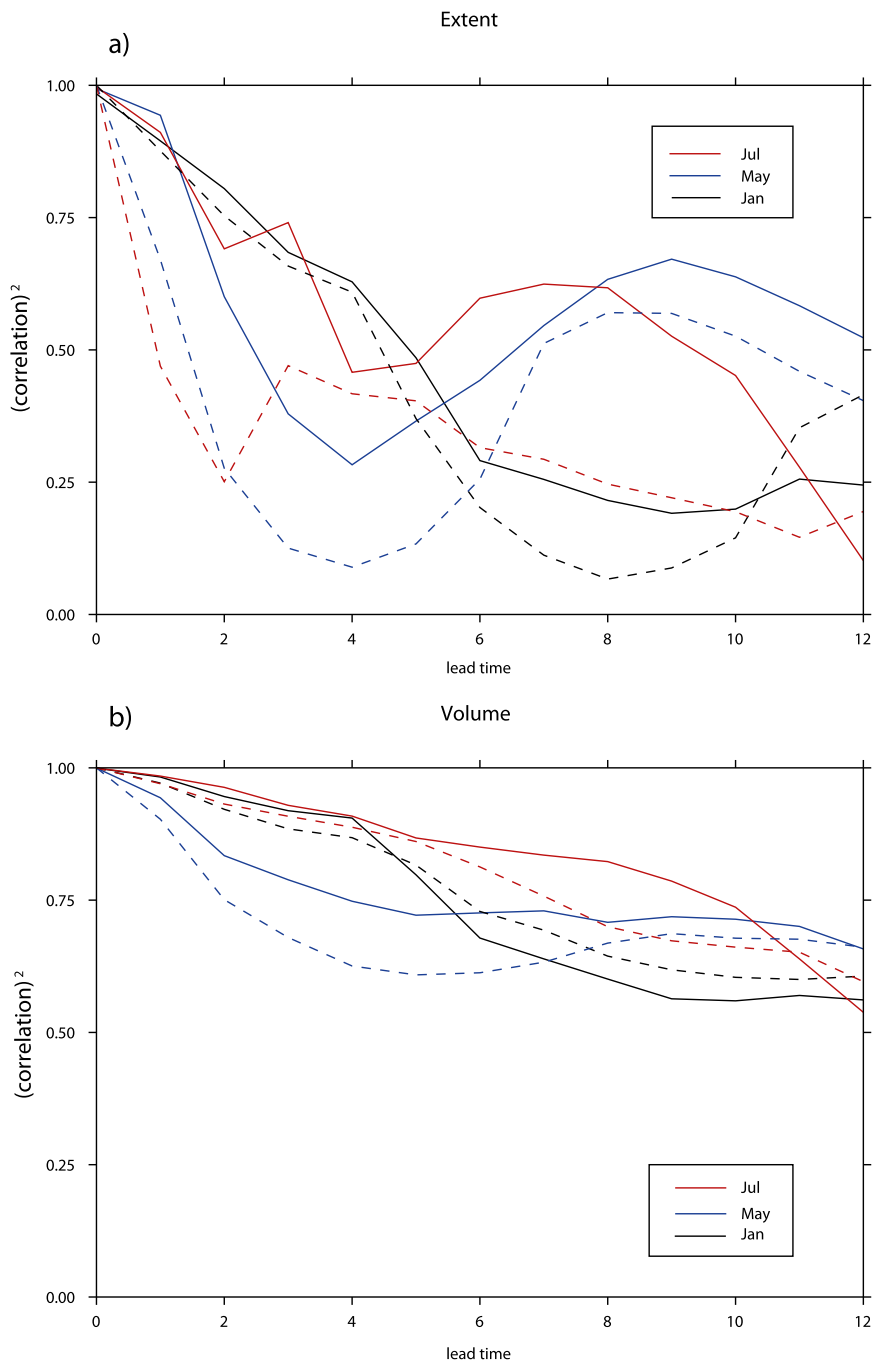 Extent
a)
1.00
0.75
0.50
0.25
0.00
(correlation)²
Jul
May
Jan
0 2 4 6 8 10 12
lead time
Volume
b)
1.00
0.75
0.50
0.25
0.00
(correlation)²
Jul
May
Jan
0 2 4 6 8 10 12
lead time